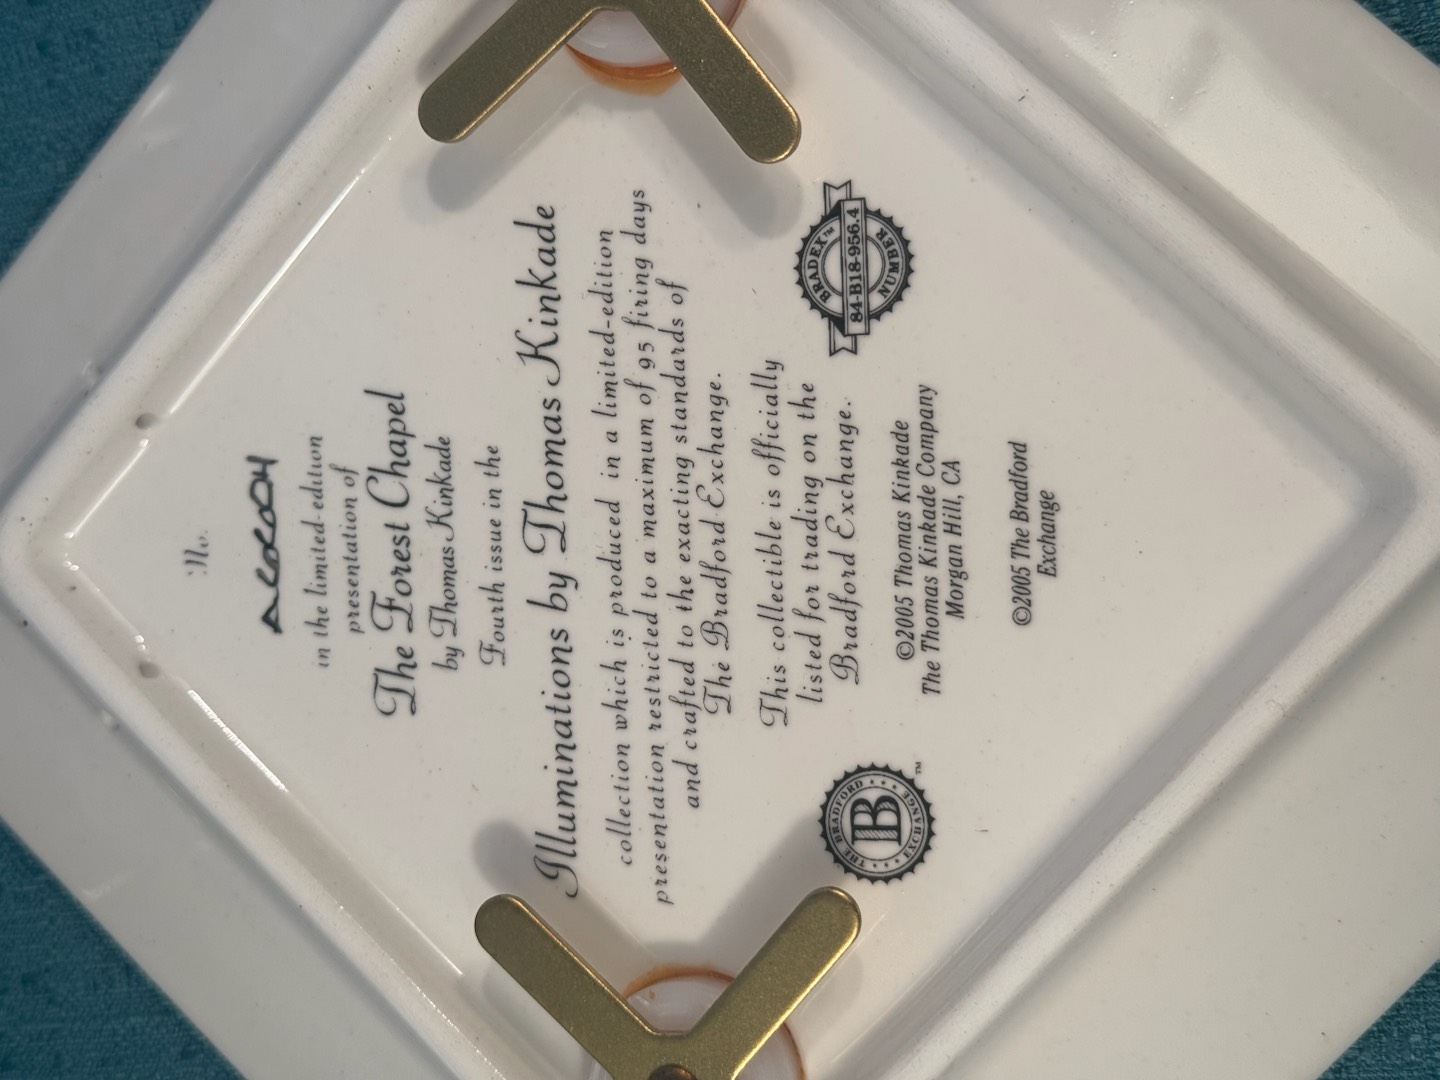 No.
in the limited-edition
presentation of
The Forest Chapel
by Thomas Kinkade
Fourth issue in the
Illuminations by Thomas Kinkade
collection which is produced in a limited-edition
presentation restricted to a maximum of 95 firing days
and crafted to the exacting standards of
The Bradford Exchange.
This collectible is officially
listed for trading on the
Bradford Exchange.
THE BRADFORD
B
EXCHANGE
™
BRADEX™
84-B18-956.4
NUMBER
©2005 Thomas Kinkade
The Thomas Kinkade Company
Morgan Hill, CA
©2005 The Bradford
Exchange